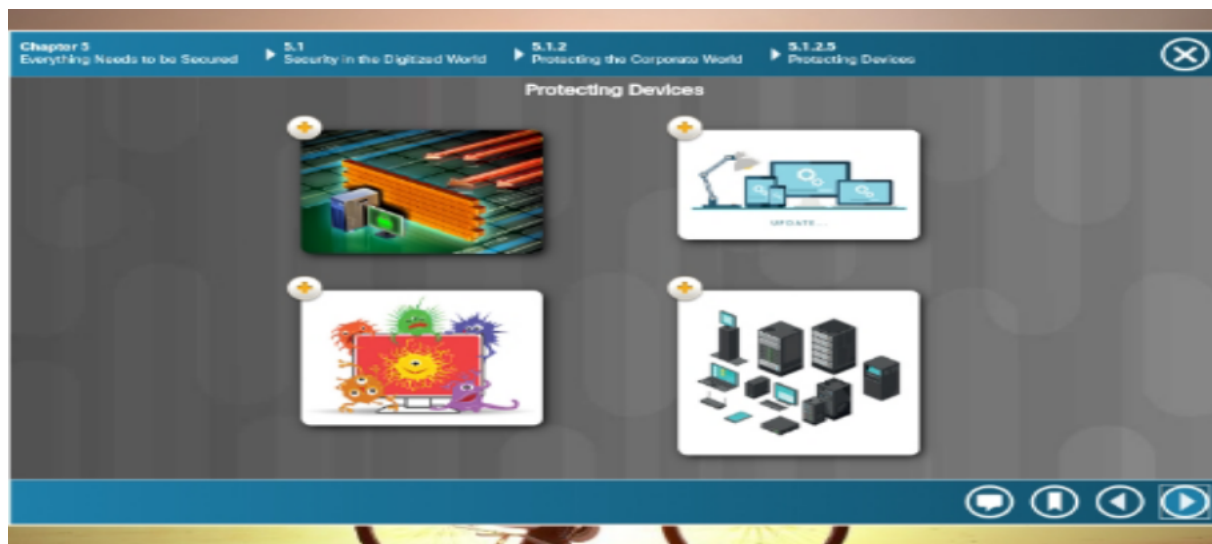 Chapter 5
Everything Needs to be Secured
5.1
Security in the Digitized World
5.1.2
Protecting the Corporate World
5.1.2.5
Protecting Devices
Protecting Devices
UPDATE...